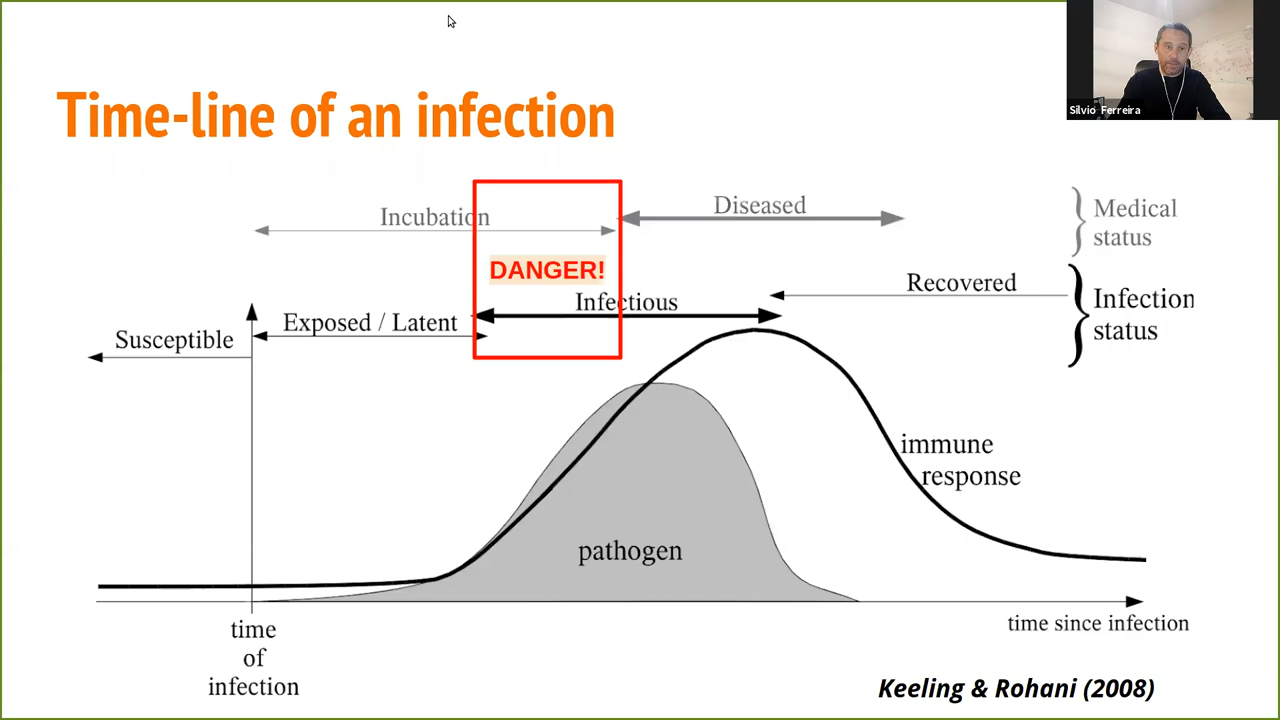 Silvio Ferreira
Time-line of an infection
Incubation
Diseased
Medical
status
DANGER!
Infectious
Recovered
Infection
status
Exposed / Latent
Susceptible
immune
response
pathogen
time since infection
time
of
infection
Keeling & Rohani (2008)